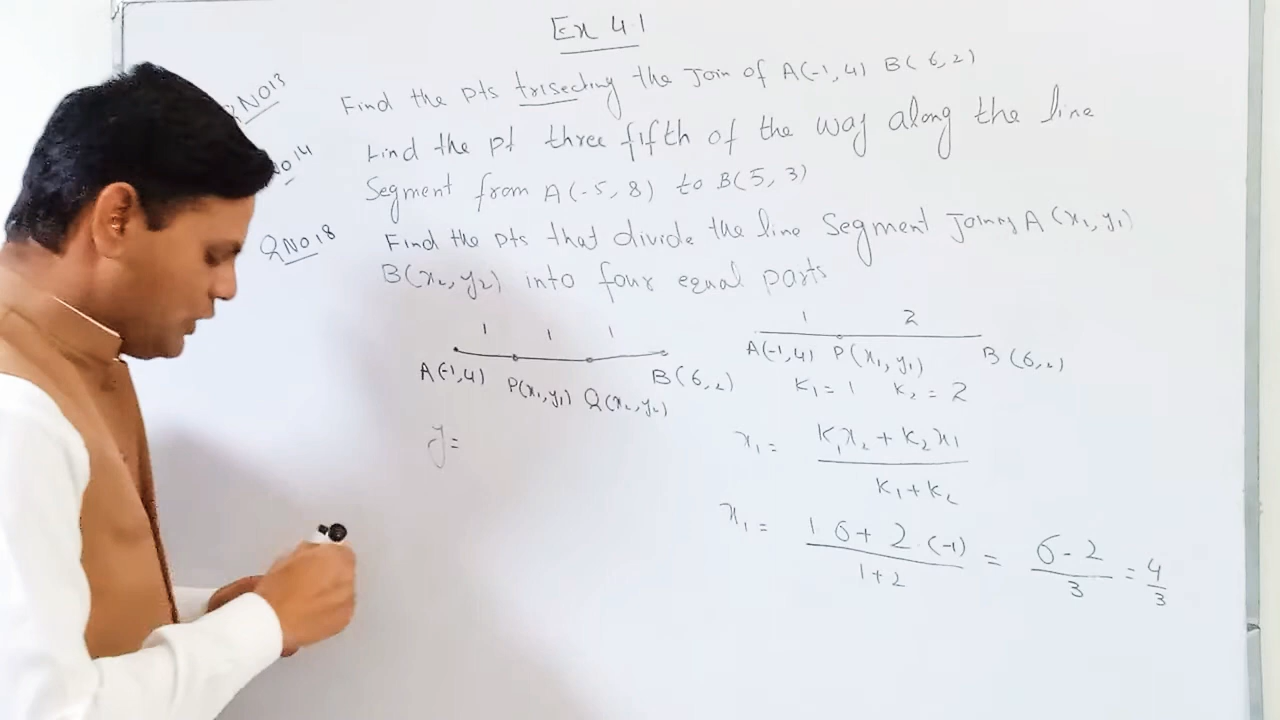 Ex 4.1
QNO13 Find the pts trisecting the Join of A(-1,4) B(6,2)
No14 Find the pt three fifth of the way along the line
Segment from A(-5,8) to B(5,3)
QNO18 Find the pts that divide the line Segment Joining A(x₁,y₁)
B(x₂,y₂) into four equal parts
1 1 1
A(-1,4) P(x₁,y₁) Q(x₂,y₂) B(6,2)
y =
1 2
A(-1,4) P(x₁,y₁) B(6,2)
K₁ = 1 K₂ = 2
x₁ = K₁x₂ + K₂x₁ / K₁ + K₂
x₁ = 1 6 + 2 . (-1) / 1 + 2 = 6 - 2 / 3 = 4 / 3